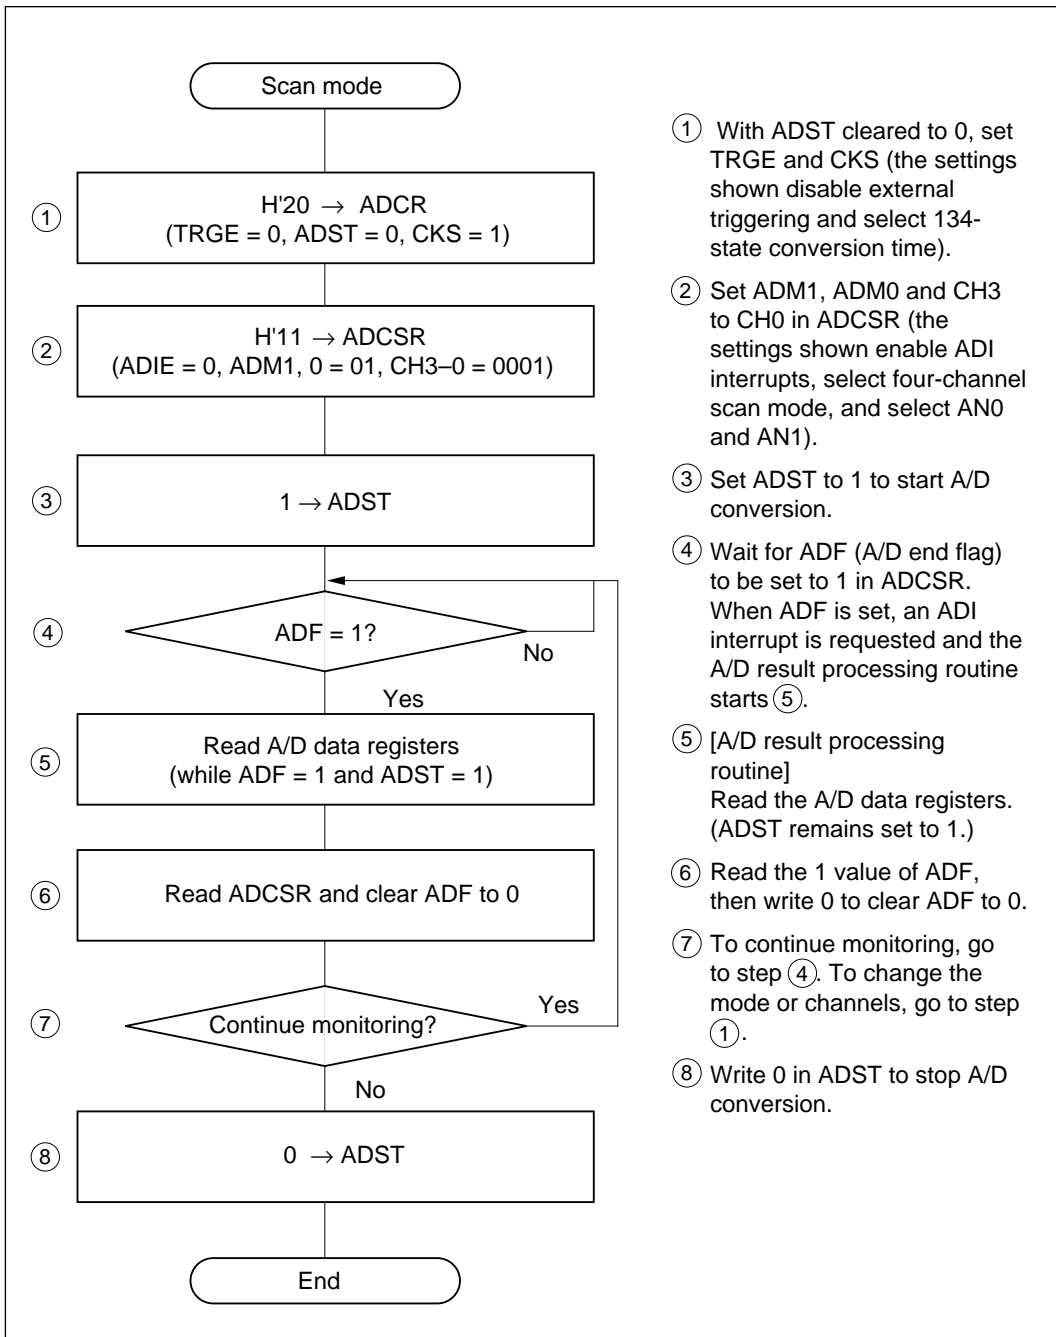 Scan mode
①
H'20 → ADCR
(TRGE = 0, ADST = 0, CKS = 1)
②
H'11 → ADCSR
(ADIE = 0, ADM1, 0 = 01, CH3–0 = 0001)
③
1 → ADST
④
ADF = 1?
No
Yes
⑤
Read A/D data registers
(while ADF = 1 and ADST = 1)
⑥
Read ADCSR and clear ADF to 0
⑦
Continue monitoring?
Yes
No
⑧
0 → ADST
End
① With ADST cleared to 0, set
TRGE and CKS (the settings
shown disable external
triggering and select 134-
state conversion time).
② Set ADM1, ADM0 and CH3
to CH0 in ADCSR (the
settings shown enable ADI
interrupts, select four-channel
scan mode, and select AN0
and AN1).
③ Set ADST to 1 to start A/D
conversion.
④ Wait for ADF (A/D end flag)
to be set to 1 in ADCSR.
When ADF is set, an ADI
interrupt is requested and the
A/D result processing routine
starts ⑤.
⑤ [A/D result processing
routine]
Read the A/D data registers.
(ADST remains set to 1.)
⑥ Read the 1 value of ADF,
then write 0 to clear ADF to 0.
⑦ To continue monitoring, go
to step ④. To change the
mode or channels, go to step
①.
⑧ Write 0 in ADST to stop A/D
conversion.